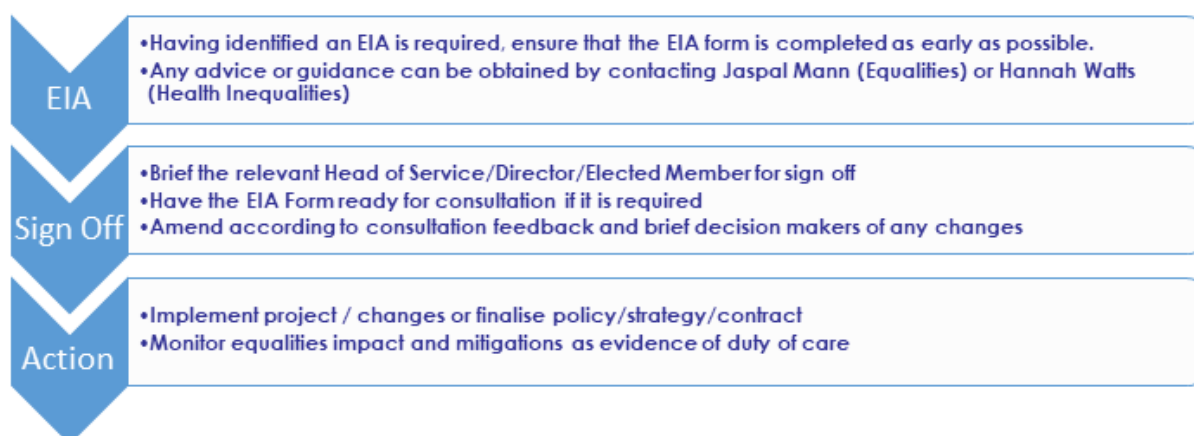 EIA
•Having identified an EIA is required, ensure that the EIA form is completed as early as possible.
•Any advice or guidance can be obtained by contacting Jaspal Mann (Equalities) or Hannah Watts
(Health Inequalities)
Sign Off
•Brief the relevant Head of Service/Director/Elected Member for sign off
•Have the EIA Form ready for consultation if it is required
•Amend according to consultation feedback and brief decision makers of any changes
Action
•Implement project / changes or finalise policy/strategy/contract
•Monitor equalities impact and mitigations as evidence of duty of care